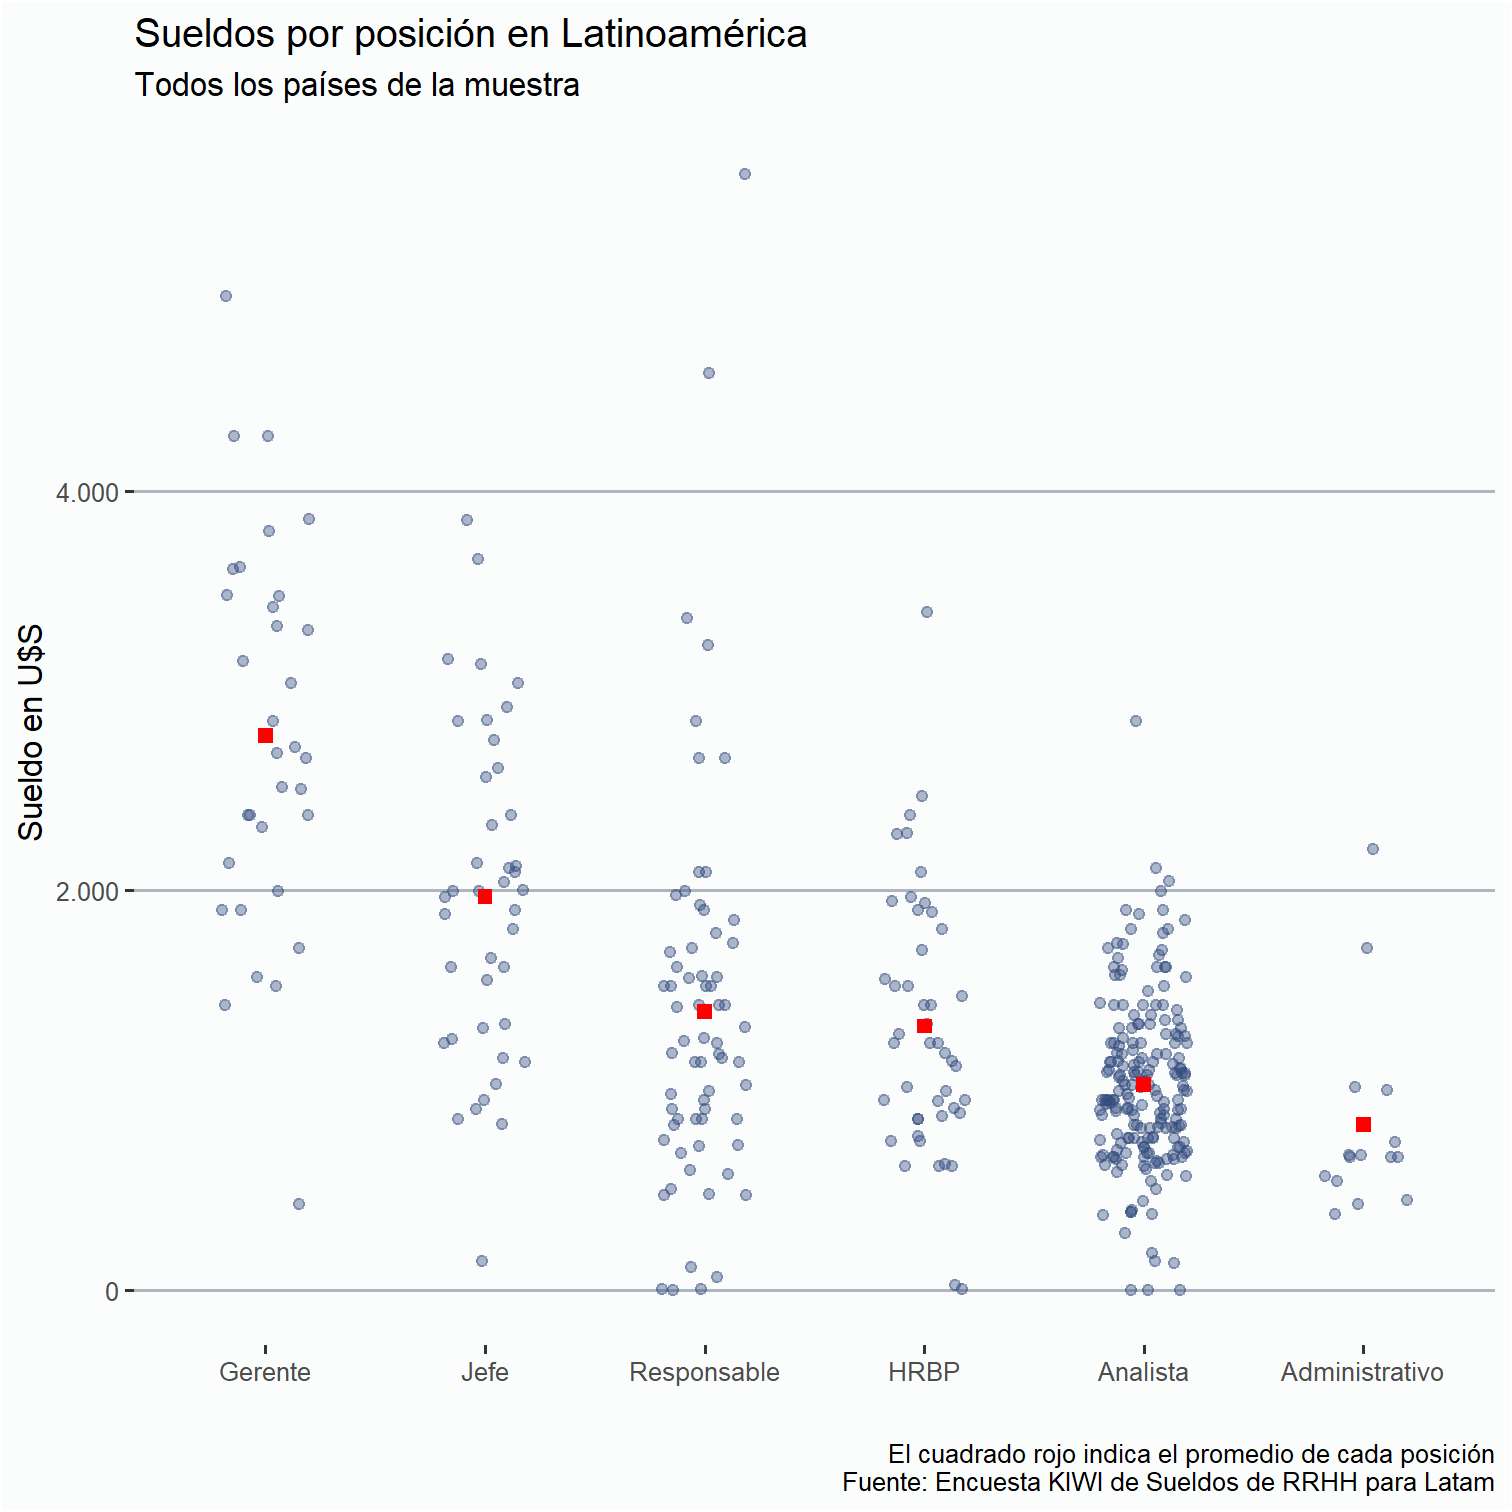 Sueldos por posición en Latinoamérica
Todos los países de la muestra
Sueldo en U$S
4.000
2.000
0
Gerente
Jefe
Responsable
HRBP
Analista
Administrativo
El cuadrado rojo indica el promedio de cada posición
Fuente: Encuesta KIWI de Sueldos de RRHH para Latam